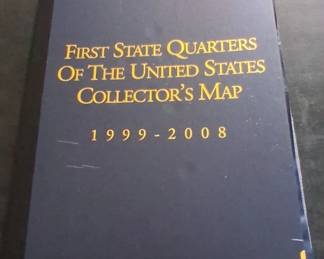 First State Quarters
Of The United States
Collector's Map
1999-2008